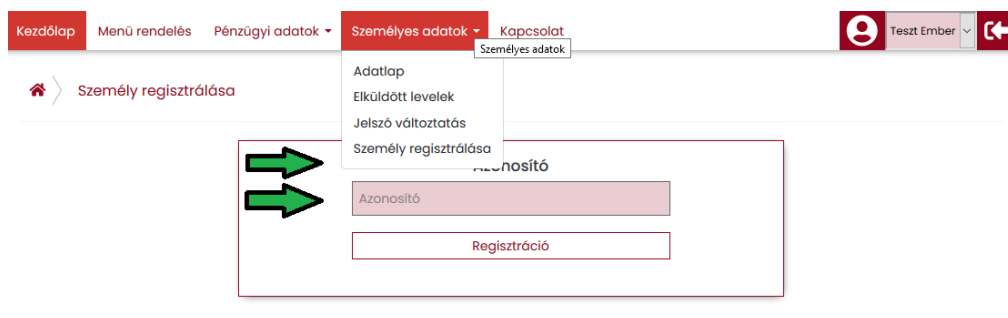 Kezdőlap Menü rendelés Pénzügyi adatok Személyes adatok Kapcsolat Teszt Ember
Személyes adatok
Adatlap
Személy regisztrálása
Elküldött levelek
Jelszó változtatás
Személy regisztrálása
Azonosító
Azonosító
Regisztráció